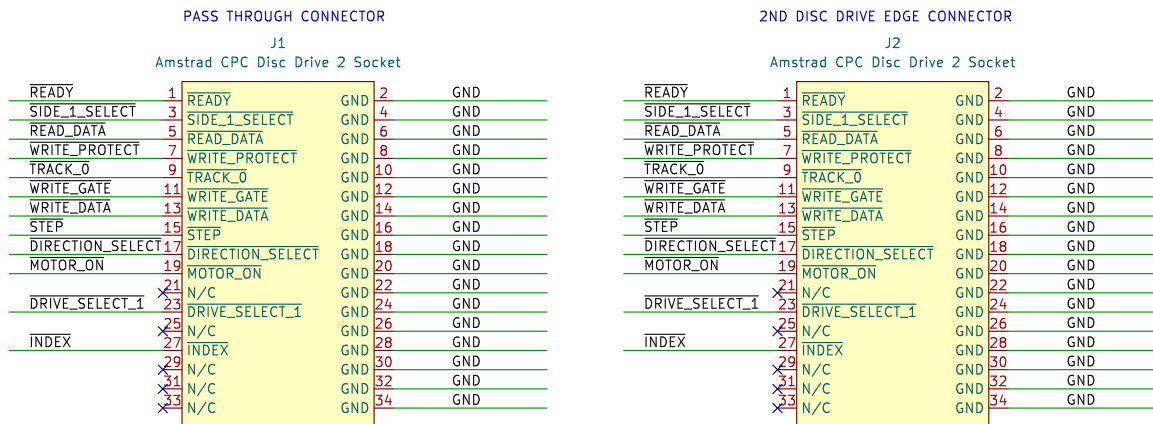 PASS THROUGH CONNECTOR
J1
Amstrad CPC Disc Drive 2 Socket
READY 1 READY GND 2 GND
SIDE_1_SELECT 3 SIDE_1_SELECT GND 4 GND
READ_DATA 5 READ_DATA GND 6 GND
WRITE_PROTECT 7 WRITE_PROTECT GND 8 GND
TRACK_0 9 TRACK_0 GND 10 GND
WRITE_GATE 11 WRITE_GATE GND 12 GND
WRITE_DATA 13 WRITE_DATA GND 14 GND
STEP 15 STEP GND 16 GND
DIRECTION_SELECT 17 DIRECTION_SELECT GND 18 GND
MOTOR_ON 19 MOTOR_ON GND 20 GND
21 N/C GND 22 GND
DRIVE_SELECT_1 23 DRIVE_SELECT_1 GND 24 GND
25 N/C GND 26 GND
INDEX 27 INDEX GND 28 GND
29 N/C GND 30 GND
31 N/C GND 32 GND
33 N/C GND 34 GND
2ND DISC DRIVE EDGE CONNECTOR
J2
Amstrad CPC Disc Drive 2 Socket
READY 1 READY GND 2 GND
SIDE_1_SELECT 3 SIDE_1_SELECT GND 4 GND
READ_DATA 5 READ_DATA GND 6 GND
WRITE_PROTECT 7 WRITE_PROTECT GND 8 GND
TRACK_0 9 TRACK_0 GND 10 GND
WRITE_GATE 11 WRITE_GATE GND 12 GND
WRITE_DATA 13 WRITE_DATA GND 14 GND
STEP 15 STEP GND 16 GND
DIRECTION_SELECT 17 DIRECTION_SELECT GND 18 GND
MOTOR_ON 19 MOTOR_ON GND 20 GND
21 N/C GND 22 GND
DRIVE_SELECT_1 23 DRIVE_SELECT_1 GND 24 GND
25 N/C GND 26 GND
INDEX 27 INDEX GND 28 GND
29 N/C GND 30 GND
31 N/C GND 32 GND
33 N/C GND 34 GND